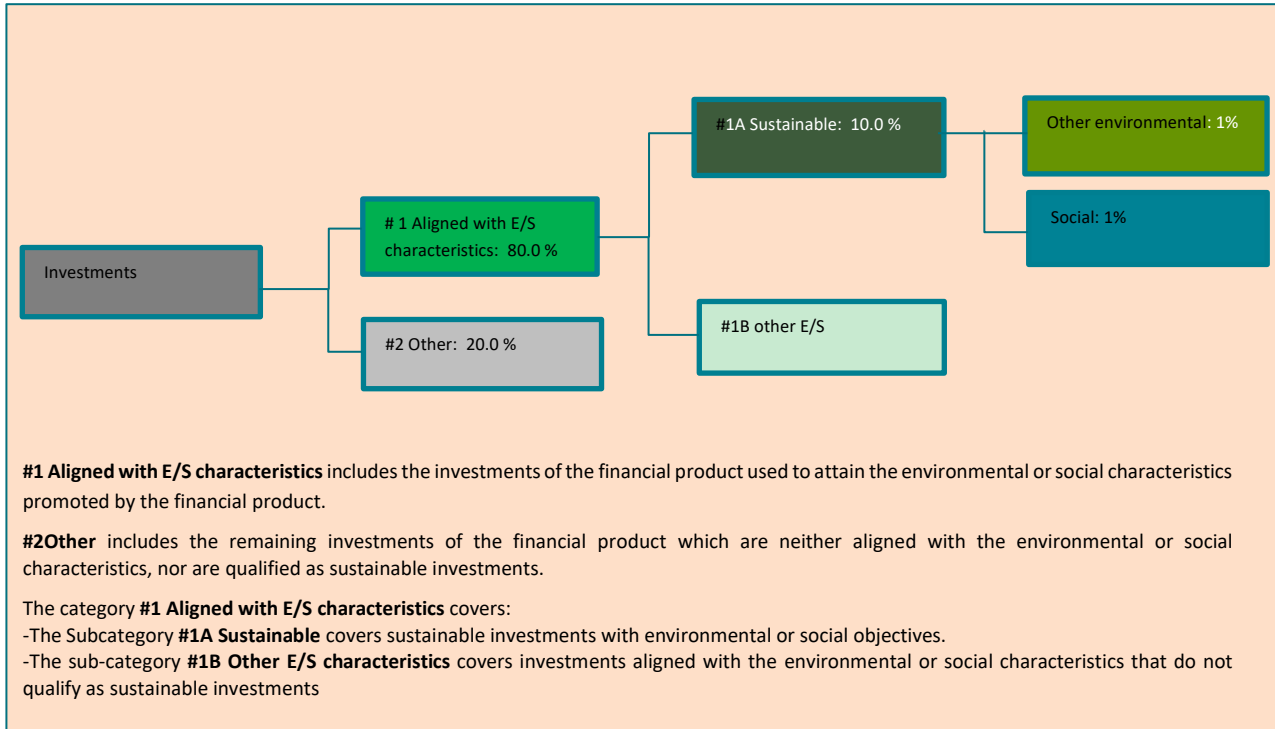 #1A Sustainable:  10.0 %
Other environmental: 1%
# 1 Aligned with E/S
characteristics:  80.0 %
Social: 1%
Investments
#2 Other:  20.0 %
#1B other E/S
#1 Aligned with E/S characteristics includes the investments of the financial product used to attain the environmental or social characteristics
promoted by the financial product.
#2Other includes the remaining investments of the financial product which are neither aligned with the environmental or social
characteristics, nor are qualified as sustainable investments.
The category #1 Aligned with E/S characteristics covers:
-The Subcategory #1A Sustainable covers sustainable investments with environmental or social objectives.
-The sub-category #1B Other E/S characteristics covers investments aligned with the environmental or social characteristics that do not
qualify as sustainable investments